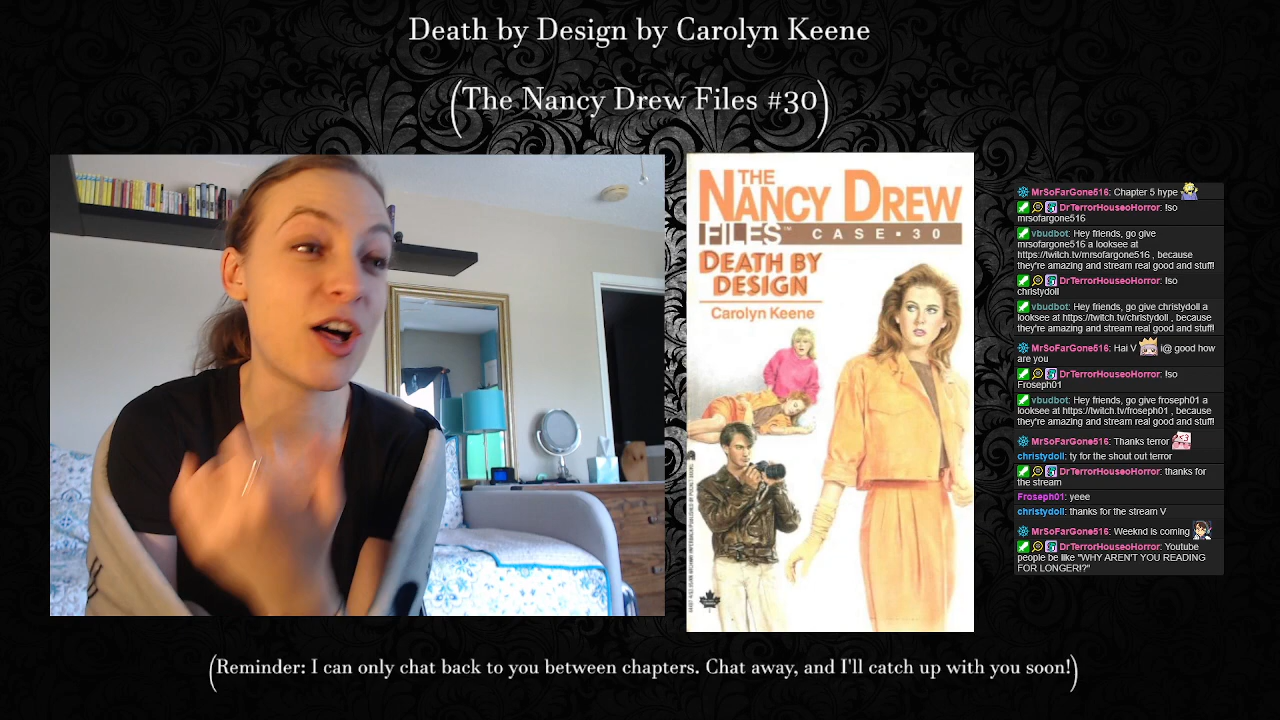 Death by Design by Carolyn Keene
(The Nancy Drew Files #30)
THE
NANCY DREW
FILES™ CASE • 30
DEATH BY
DESIGN
Carolyn Keene
MrSoFarGone516: Chapter 5 hype
DrTerrorHouseoHorror: !so
mrsofargone516
vbudbot: Hey friends, go give
mrsofargone516 a looksee at
https://twitch.tv/mrsofargone516 , because
they're amazing and stream real good and stuff!
DrTerrorHouseoHorror: !so
christydoll
vbudbot: Hey friends, go give christydoll a
looksee at https://twitch.tv/christydoll , because
they're amazing and stream real good and stuff!
MrSoFarGone516: Hai V i@ good how
are you
DrTerrorHouseoHorror: !so
Froseph01
vbudbot: Hey friends, go give froseph01 a
looksee at https://twitch.tv/froseph01 , because
they're amazing and stream real good and stuff!
MrSoFarGone516: Thanks terror
christydoll: ty for the shout out terror
DrTerrorHouseoHorror: thanks for
the stream
Froseph01: yeee
christydoll: thanks for the stream V
MrSoFarGone516: Weeknd is coming
DrTerrorHouseoHorror: Youtube
people be like "WHY AREN'T YOU READING
FOR LONGER!?"
(Reminder: I can only chat back to you between chapters. Chat away, and I'll catch up with you soon!)